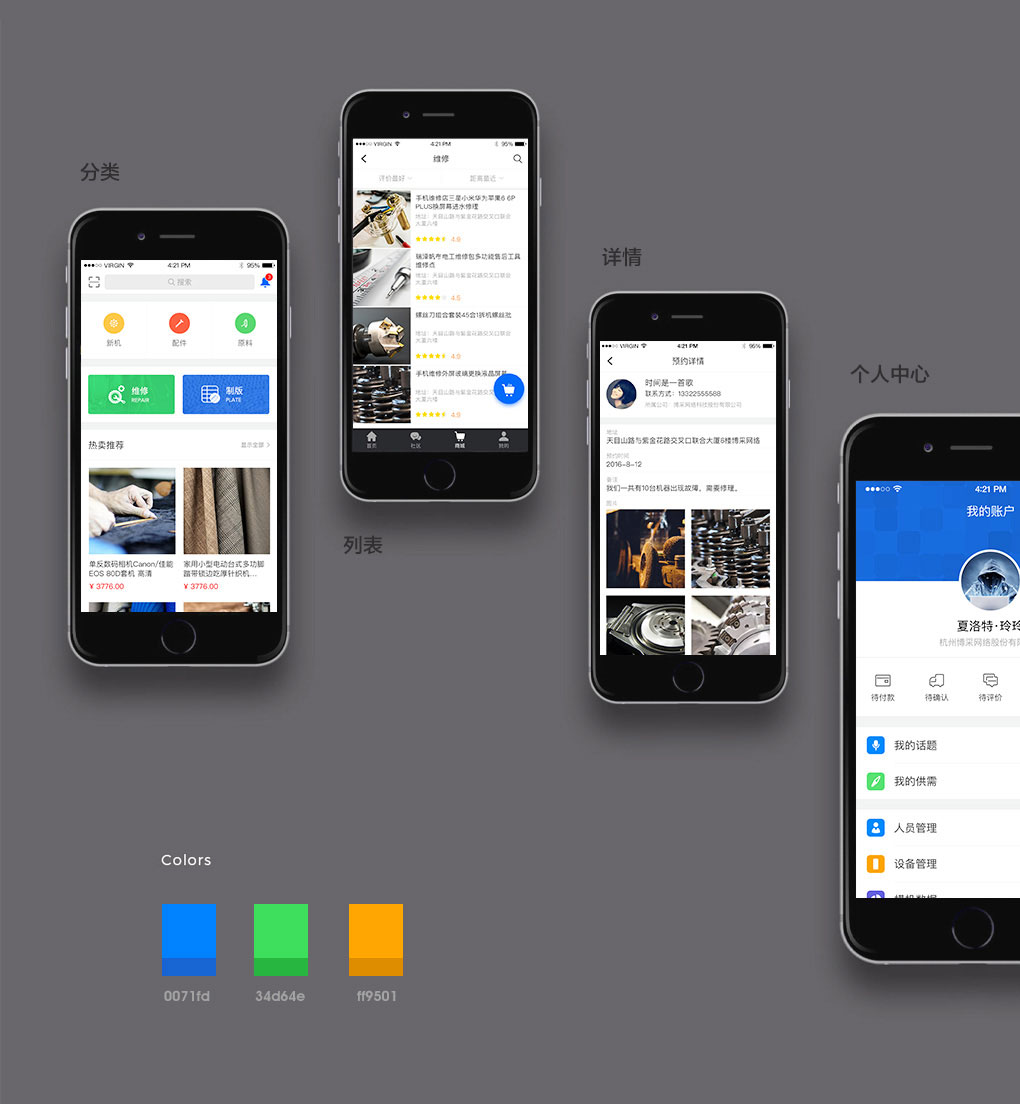 分类
VIRGIN
4:21 PM
95%
搜索
3
新机
配件
原料
维修
REPAIR
制版
PLATE
热卖推荐
显示全部
单反数码相机Canon/佳能
EOS 80D套机 高清
¥ 3776.00
家用小型电动台式多功脚
踏带锁边吃厚针织机...
¥ 3776.00
VIRGIN
4:21 PM
95%
维修
评价最好
距离最近
手机维修店三星小米华为苹果6 6P
PLUS换屏幕进水修理
地址：天目山路与紫金花路交叉口联合
大厦六楼
4.9
瑞泽帆布电工维修包多功能售后工具
维修点
地址：天目山路与紫金花路交叉口联合
大厦六楼
4.5
螺丝刀组合套装45合1拆机螺丝批
地址：天目山路与紫金花路交叉口联合
大厦六楼
4.9
手机维修外屏玻璃更换液晶屏幕
地址：天目山路与紫金花路交叉
大厦六楼
4.9
首页
社区
商城
我的
列表
详情
VIRGIN
4:21 PM
95%
预约详情
时间是一首歌
联系方式：13322555588
所属公司：博采网络科技股份有限公司
地址
天目山路与紫金花路交叉口联合大厦6楼博采网络
预约时间
2016-8-12
备注
我们一共有10台机器出现故障，需要修理。
图片
个人中心
4:21 PM
我的账户
夏洛特·玲玲
杭州博采网络股份有
待付款
待确认
待评价
我的话题
我的供需
人员管理
设备管理
Colors
0071fd
34d64e
ff9501